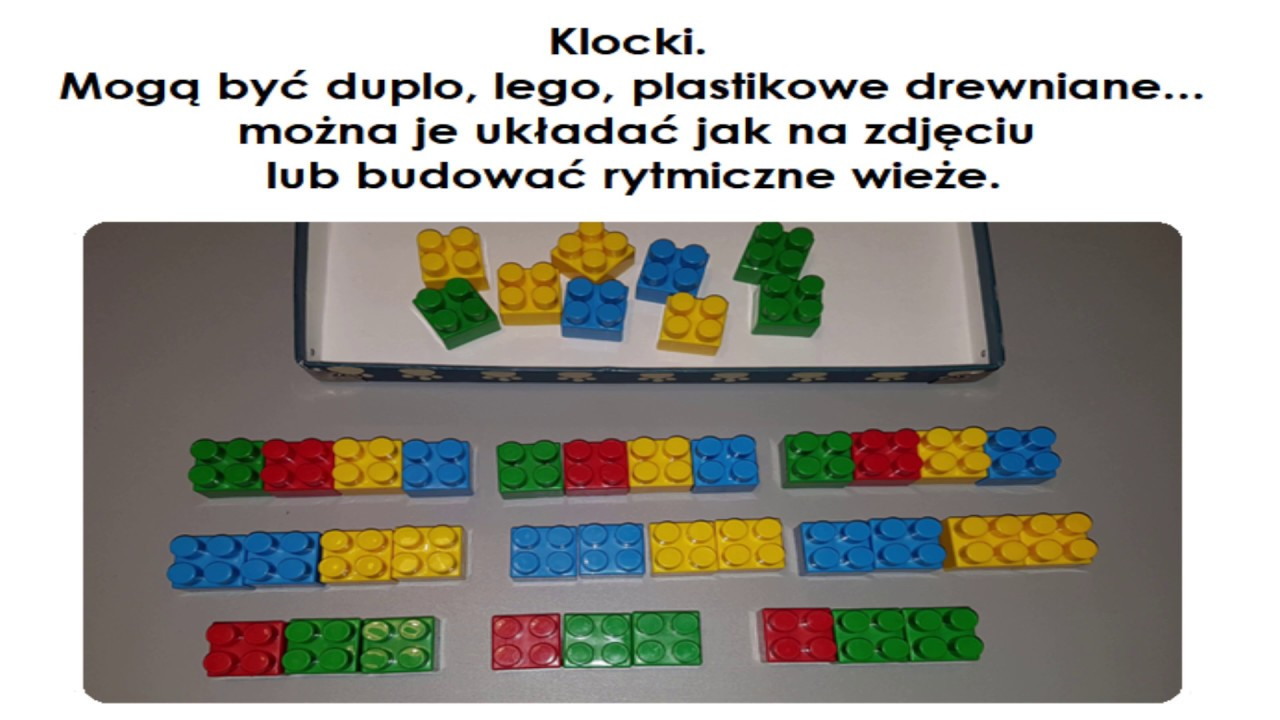 Klocki.
Mogą być duplo, lego, plastikowe drewniane...
można je układać jak na zdjęciu
lub budować rytmiczne wieże.